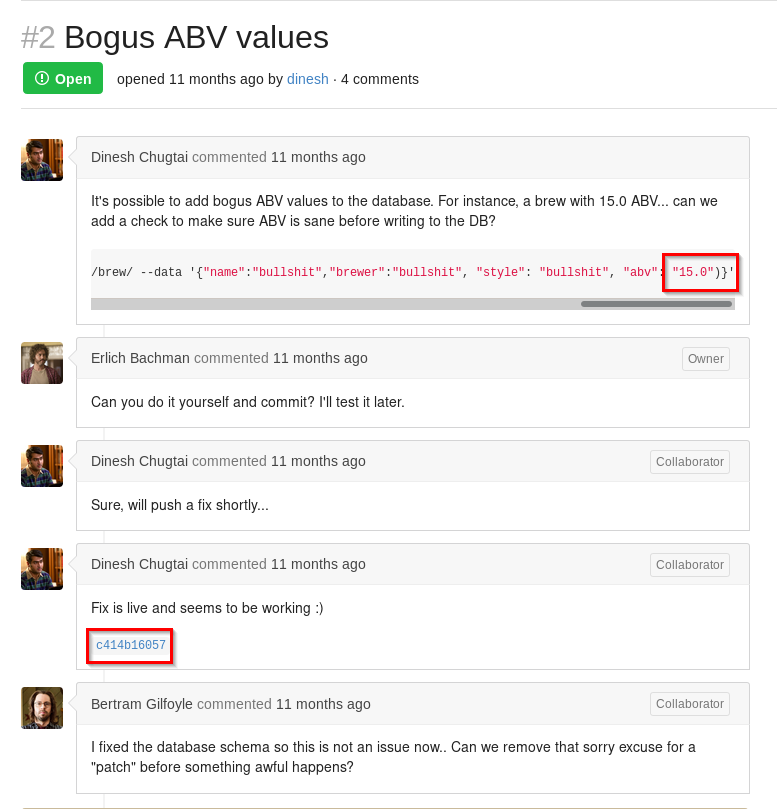 #2 Bogus ABV values
Open opened 11 months ago by dinesh · 4 comments
Dinesh Chugtai commented 11 months ago
It's possible to add bogus ABV values to the database. For instance, a brew with 15.0 ABV... can we
add a check to make sure ABV is sane before writing to the DB?
/brew/ --data '{"name":"bullshit","brewer":"bullshit", "style": "bullshit", "abv": "15.0")}'
Erlich Bachman commented 11 months ago Owner
Can you do it yourself and commit? I'll test it later.
Dinesh Chugtai commented 11 months ago Collaborator
Sure, will push a fix shortly...
Dinesh Chugtai commented 11 months ago Collaborator
Fix is live and seems to be working :)
c414b16057
Bertram Gilfoyle commented 11 months ago Collaborator
I fixed the database schema so this is not an issue now.. Can we remove that sorry excuse for a
"patch" before something awful happens?